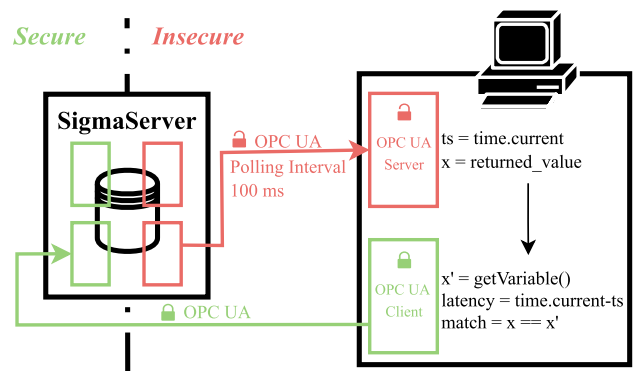 Secure
Insecure
SigmaServer
OPC UA
Polling Interval
100 ms
OPC UA
Server
ts = time.current
x = returned_value
OPC UA
Client
x' = getVariable()
latency = time.current-ts
match = x == x'
OPC UA